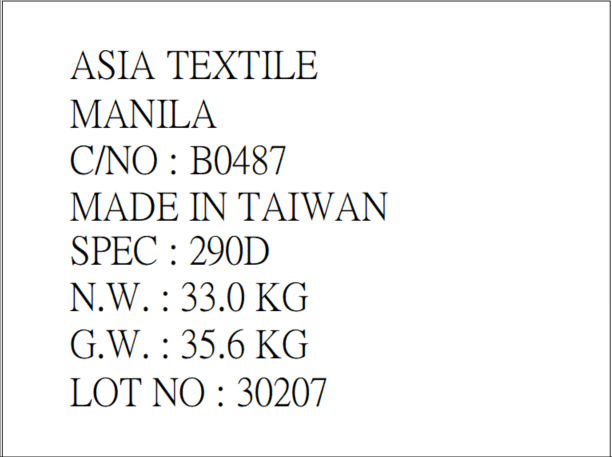 ASIA TEXTILE
MANILA
C/NO : B0487
MADE IN TAIWAN
SPEC : 290D
N.W. : 33.0 KG
G.W. : 35.6 KG
LOT NO : 30207